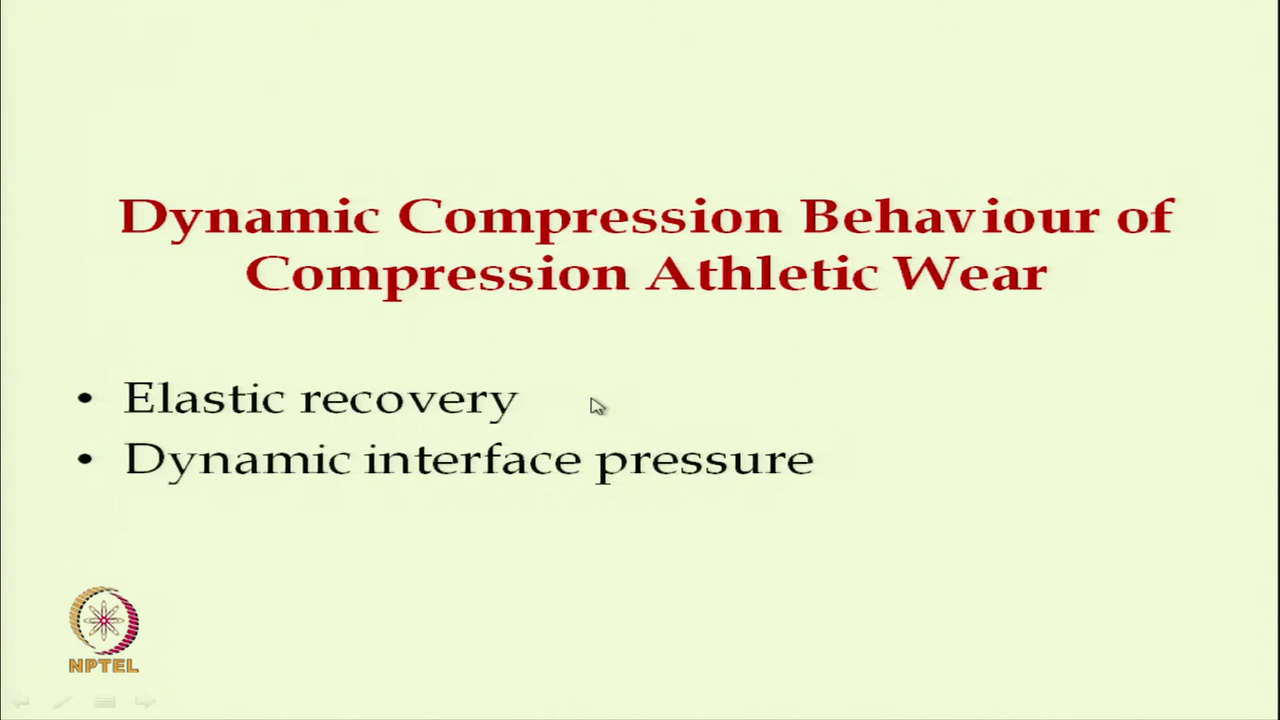 Dynamic Compression Behaviour of
Compression Athletic Wear
• Elastic recovery
• Dynamic interface pressure
NPTEL